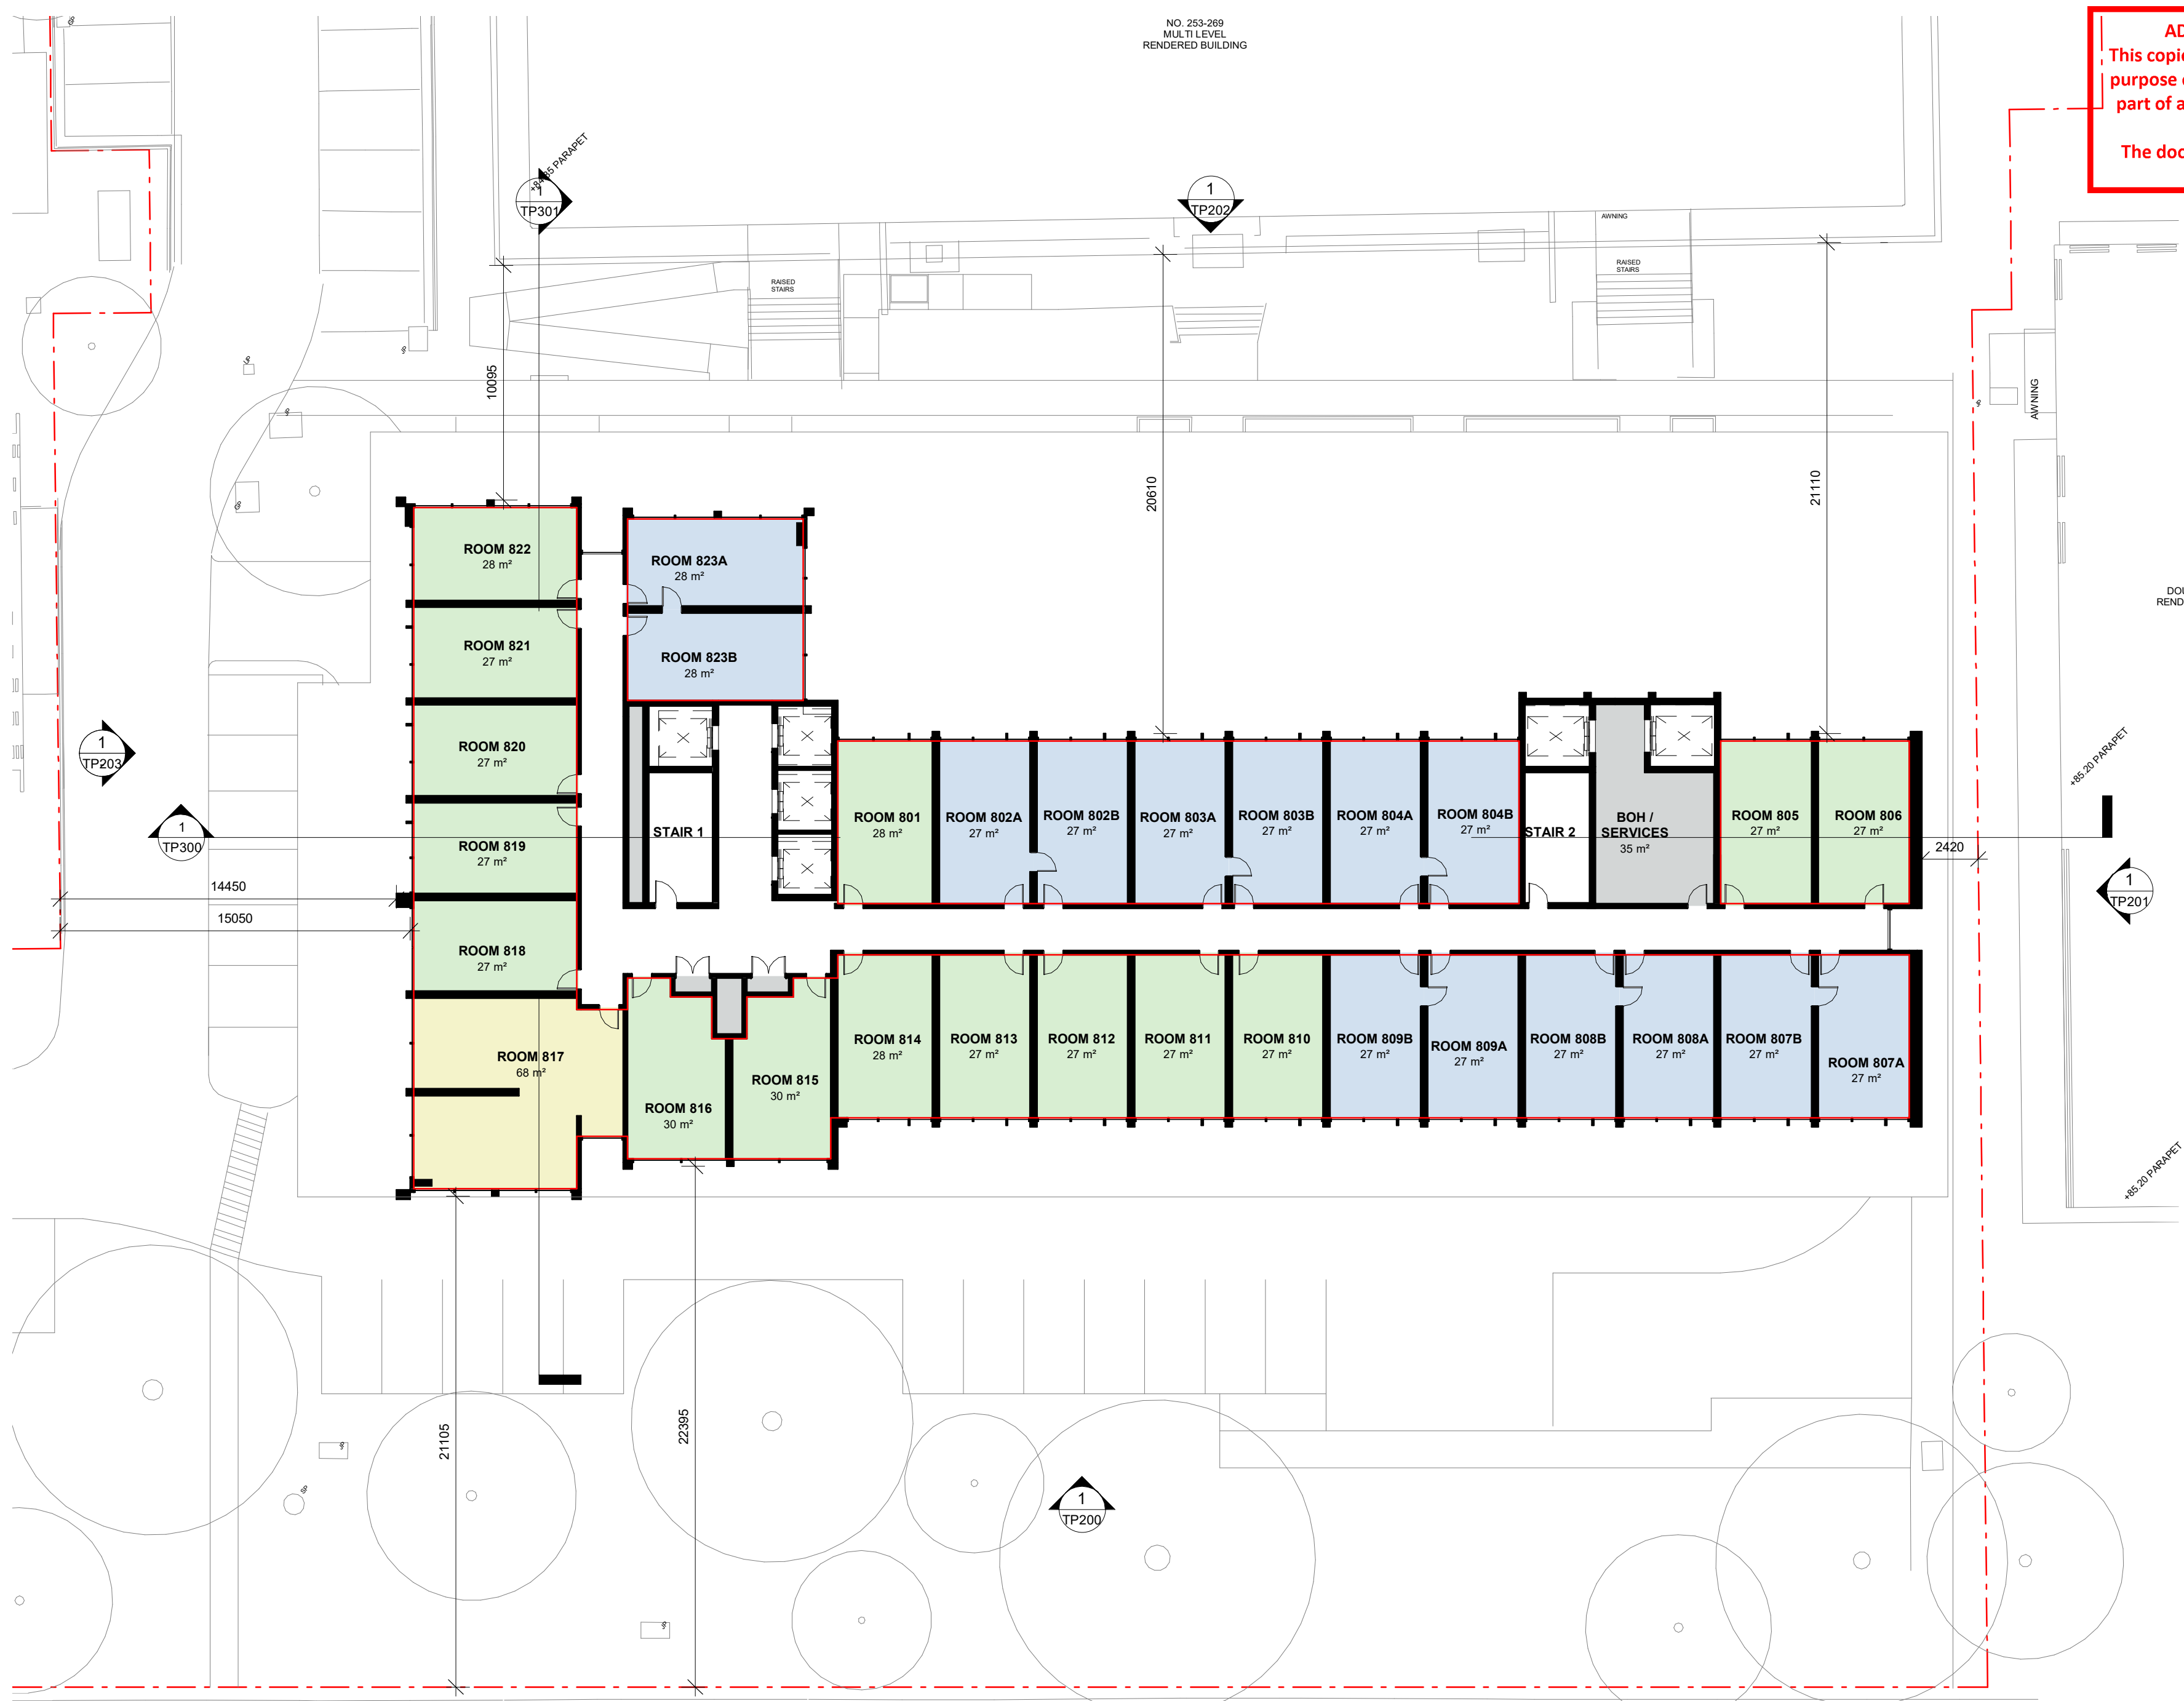 NO. 253-269
MULTI LEVEL
RENDERED BUILDING
This
purpose
part of
The
+84.85 PARAPET
1
TP301
1
TP202
AWNING
RAISED
STAIRS
RAISED
STAIRS
10095
20610
21110
AWNING
ROOM 822
28 m²
ROOM 823A
28 m²
ROOM 821
27 m²
ROOM 823B
28 m²
ROOM 820
27 m²
1
TP203
+85.20 PARAPET
1
TP300
ROOM 819
27 m²
STAIR 1
ROOM 801
28 m²
ROOM 802A
27 m²
ROOM 802B
27 m²
ROOM 803A
27 m²
ROOM 803B
27 m²
ROOM 804A
27 m²
ROOM 804B
27 m²
STAIR 2
BOH /
SERVICES
35 m²
ROOM 805
27 m²
ROOM 806
27 m²
2420
14450
15050
1
TP201
ROOM 818
27 m²
ROOM 817
68 m²
ROOM 816
30 m²
ROOM 815
30 m²
ROOM 814
28 m²
ROOM 813
27 m²
ROOM 812
27 m²
ROOM 811
27 m²
ROOM 810
27 m²
ROOM 809B
27 m²
ROOM 809A
27 m²
ROOM 808B
27 m²
ROOM 808A
27 m²
ROOM 807B
27 m²
ROOM 807A
27 m²
+85.20 PARAPET
21105
22395
1
TP200